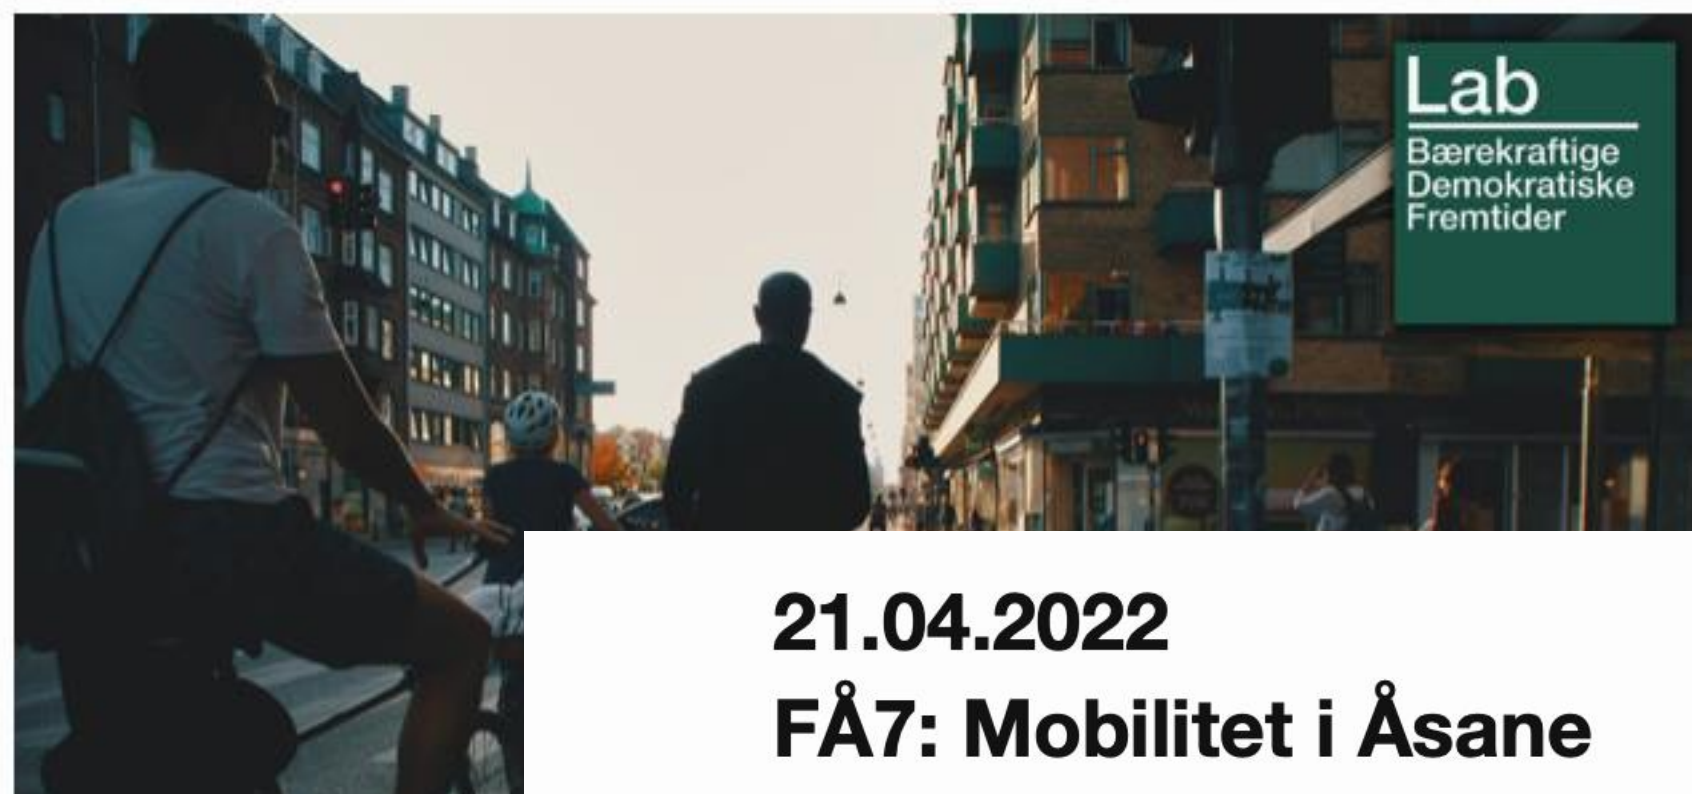 Lab
Bærekraftige
Demokratiske
Fremtider
21.04.2022
FÅ7: Mobilitet i Åsane